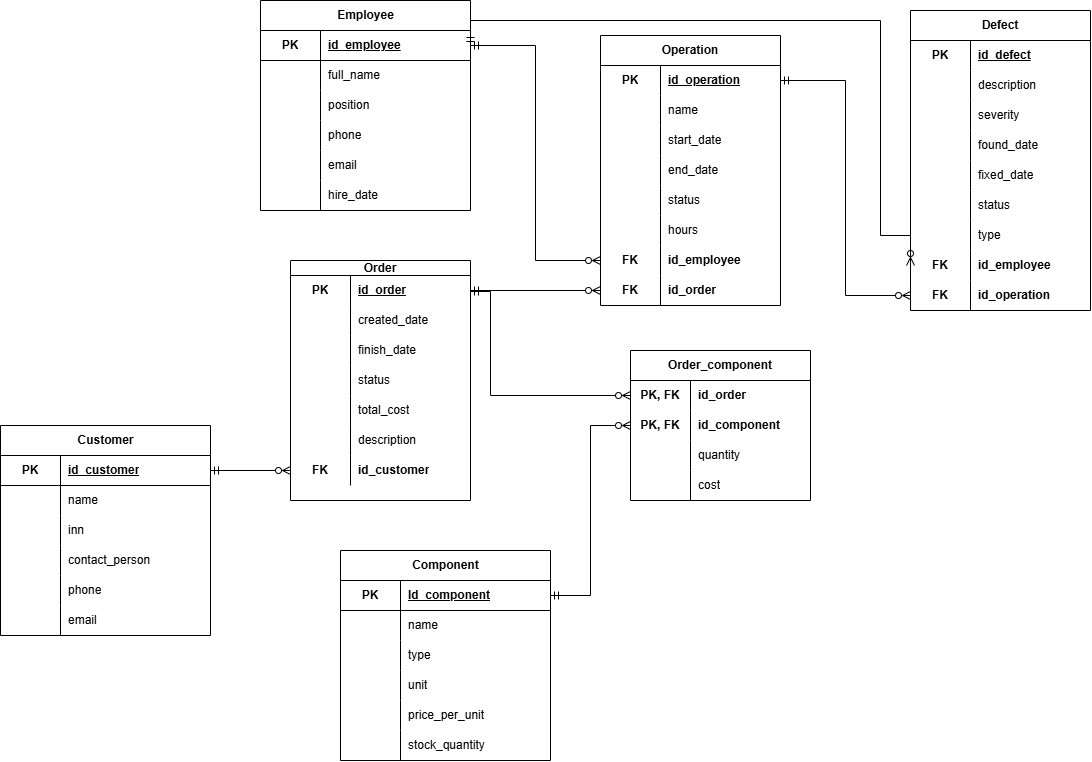 Employee
PK id_employee
full_name
position
phone
email
hire_date
Operation
PK id_operation
name
start_date
end_date
status
hours
FK id_employee
FK id_order
Defect
PK id_defect
description
severity
found_date
fixed_date
status
type
FK id_employee
FK id_operation
Order
PK id_order
created_date
finish_date
status
total_cost
description
FK id_customer
Order_component
PK, FK id_order
PK, FK id_component
quantity
cost
Customer
PK id_customer
name
inn
contact_person
phone
email
Component
PK Id_component
name
type
unit
price_per_unit
stock_quantity